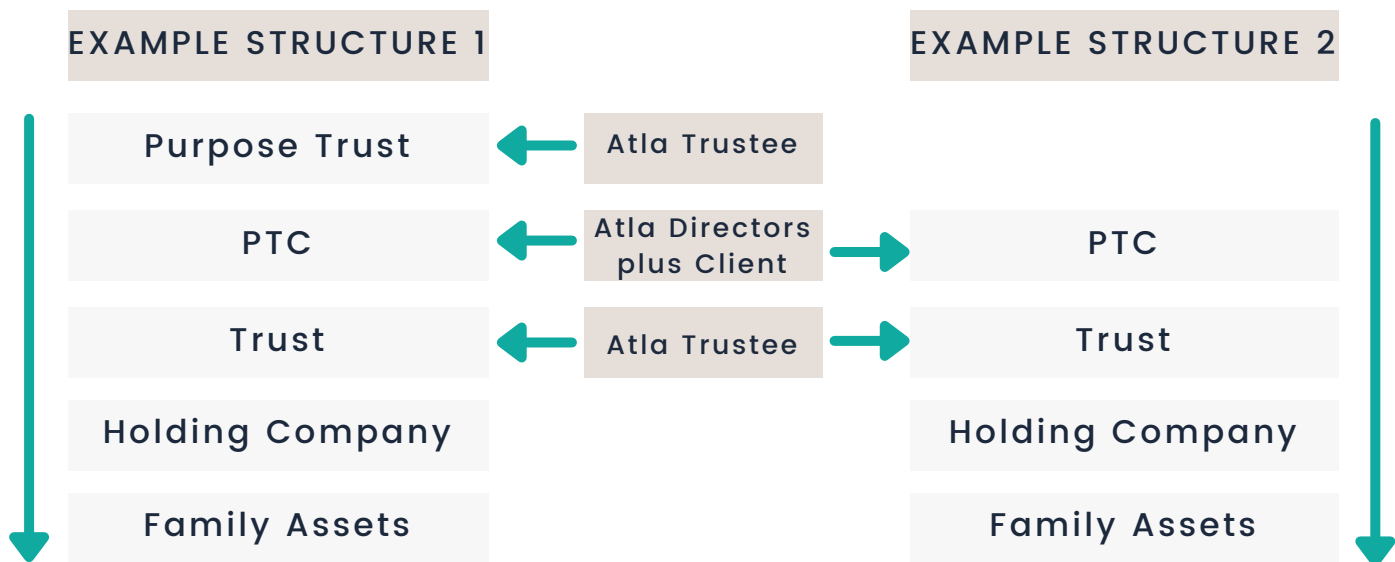 EXAMPLE STRUCTURE 1
EXAMPLE STRUCTURE 2
Purpose Trust
Atla Trustee
PTC
Atla Directors
plus Client
PTC
Trust
Atla Trustee
Trust
Holding Company
Holding Company
Family Assets
Family Assets